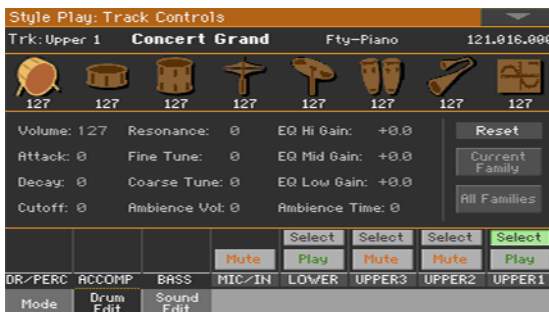 Style Play: Track Controls
Trk: Upper 1 Concert Grand Fty-Piano 121.016.000
127 127 127 127 127 127 127 127
Volume: 127 Resonance: 0 EQ Hi Gain: +0.0 Reset
Attack: 0 Fine Tune: 0 EQ Mid Gain: +0.0 Current Family
Decay: 0 Coarse Tune: 0 EQ Low Gain: +0.0
Cutoff: 0 Ambience Vol: 0 Ambience Time: 0 All Families
Select Select Select Select
Mute Play Mute Mute Play
DR/PERC ACCOMP BASS MIC/IN LOWER UPPER3 UPPER2 UPPER1
Mode Drum Edit Sound Edit